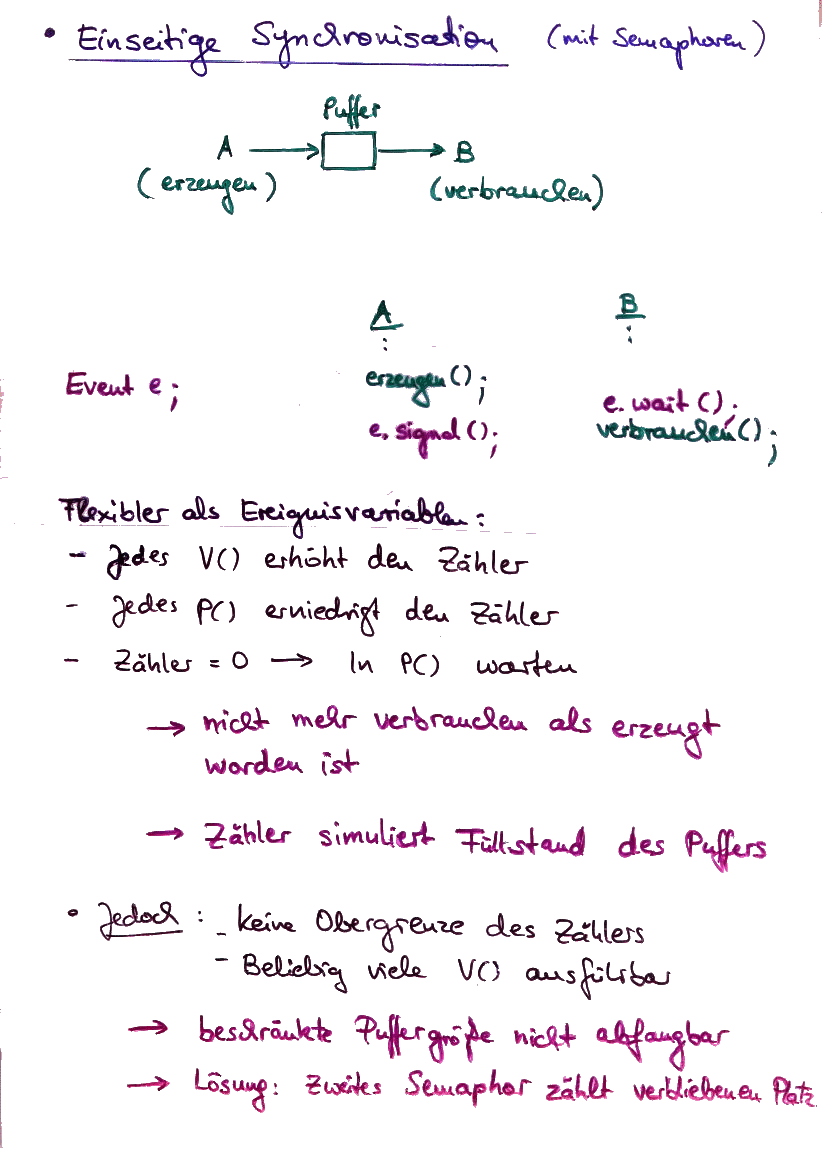 • Einseitige Synchronisation (mit Semaphoren)
Puffer
A → → B
(erzeugen) (verbrauchen)
A B
: :
Event e; erzeugen(); e.wait();
e.signal(); verbrauchen();
Flexibler als Ereignisvariablen:
- Jedes V() erhöht den Zähler
- Jedes P() erniedrigt den Zähler
- Zähler = 0 → In P() warten
→ nicht mehr verbrauchen als erzeugt
worden ist
→ Zähler simuliert Füllstand des Puffers
• Jedoch: - keine Obergrenze des Zählers
- Beliebig viele V() ausführbar
→ beschränkte Puffergröße nicht abfangbar
→ Lösung: Zweites Semaphor zählt verbliebenen Platz